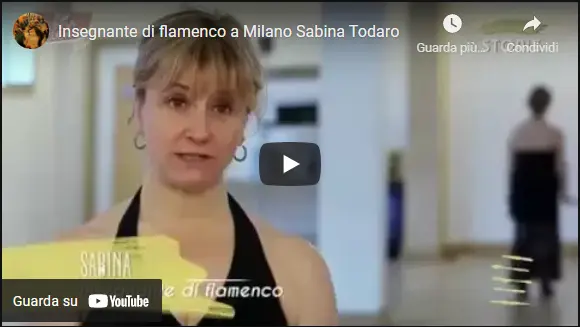 Insegnante di flamenco a Milano Sabina Todaro
Guarda più...
Condividi
SABINA
di flamenco
Guarda su YouTube